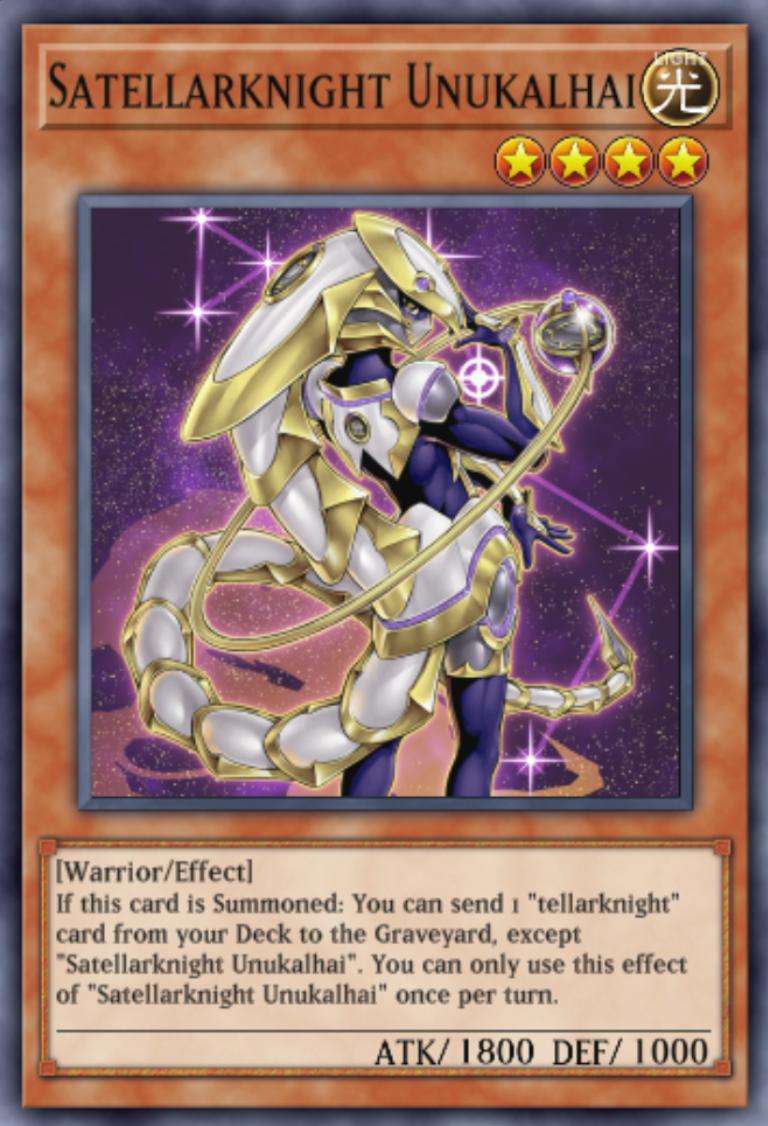 Satellarknight Unukalhai
LIGHT
光
[Warrior/Effect]
If this card is Summoned: You can send 1 "tellarknight"
card from your Deck to the Graveyard, except
"Satellarknight Unukalhai". You can only use this effect
of "Satellarknight Unukalhai" once per turn.
ATK/ 1800 DEF/ 1000